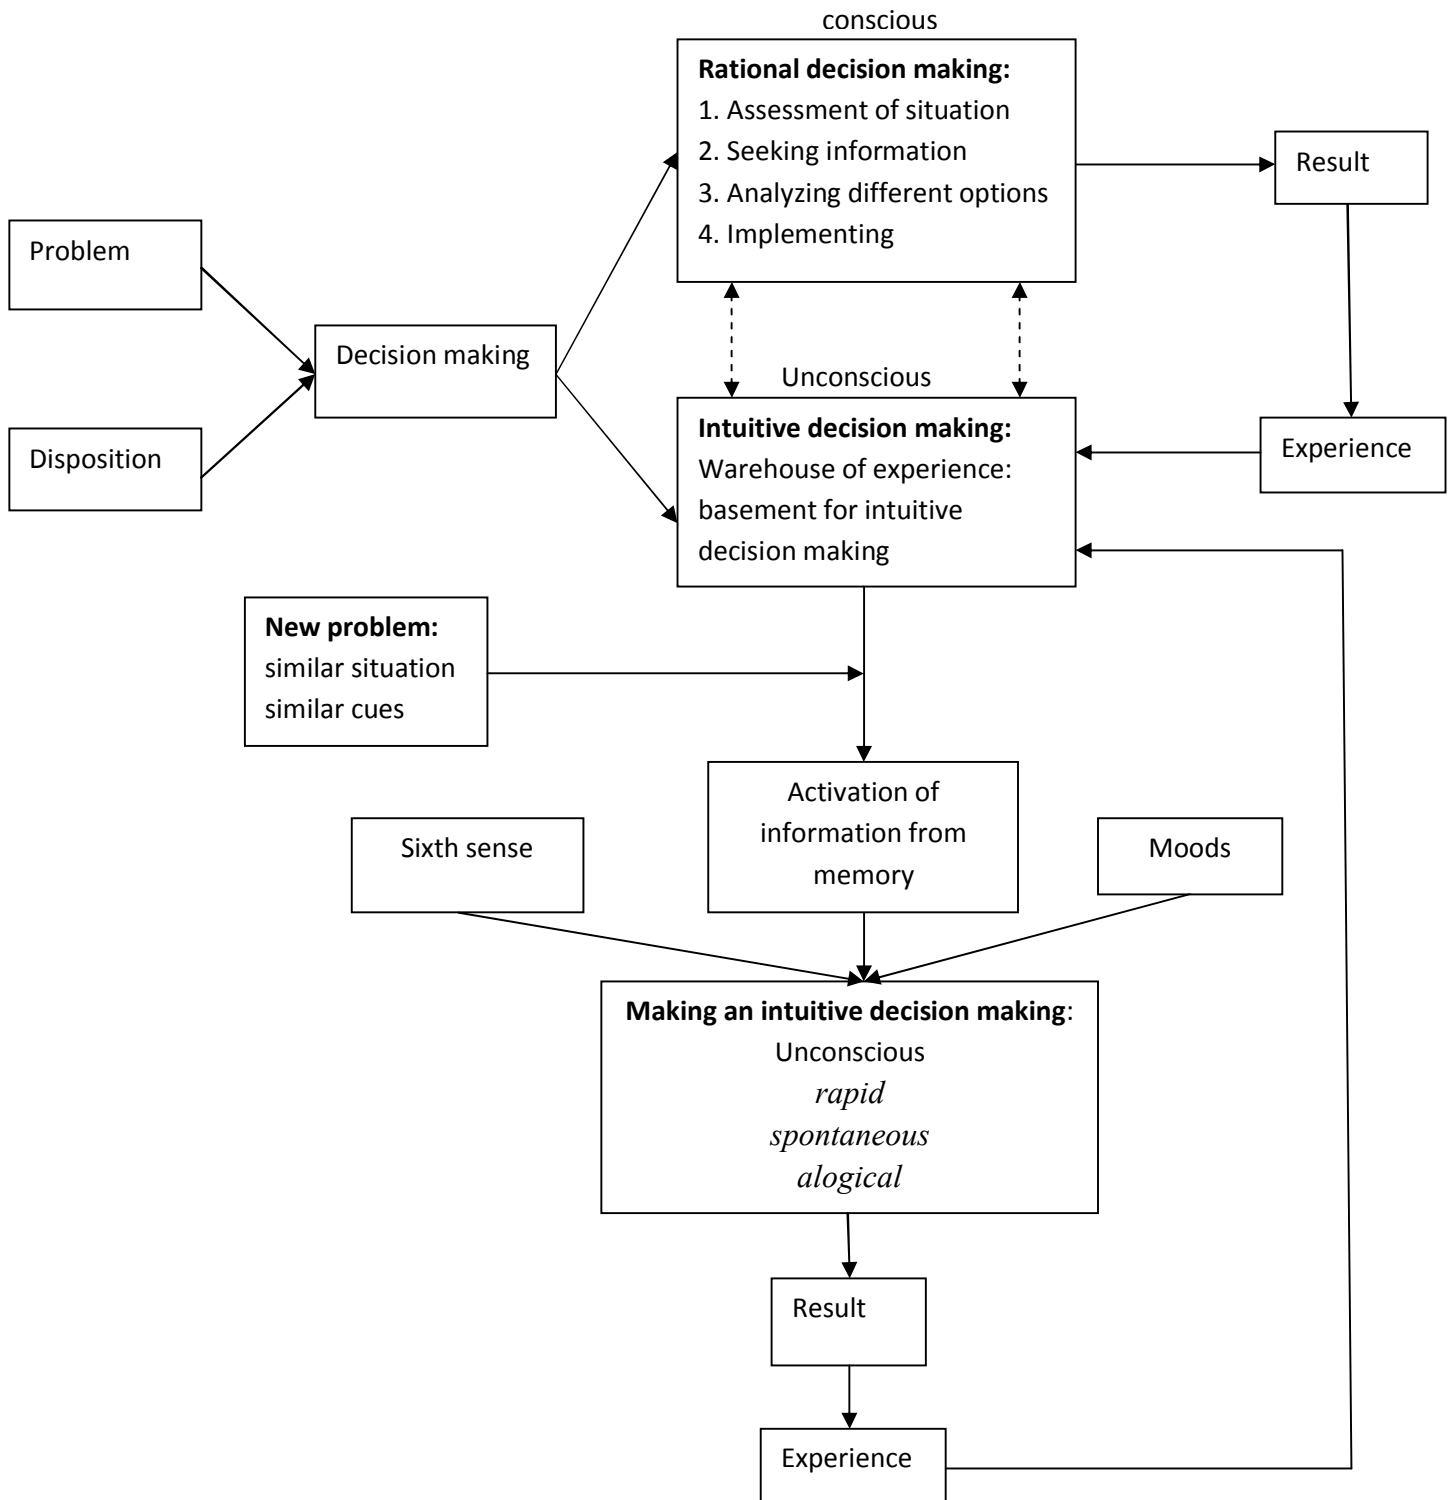 conscious
Rational decision making:
1. Assessment of situation
2. Seeking information
3. Analyzing different options
4. Implementing
Result
Problem
Decision making
Disposition
Unconscious
Intuitive decision making:
Warehouse of experience:
basement for intuitive
decision making
Experience
New problem:
similar situation
similar cues
Activation of
information from
memory
Sixth sense
Moods
Making an intuitive decision making:
Unconscious
rapid
spontaneous
alogical
Result
Experience